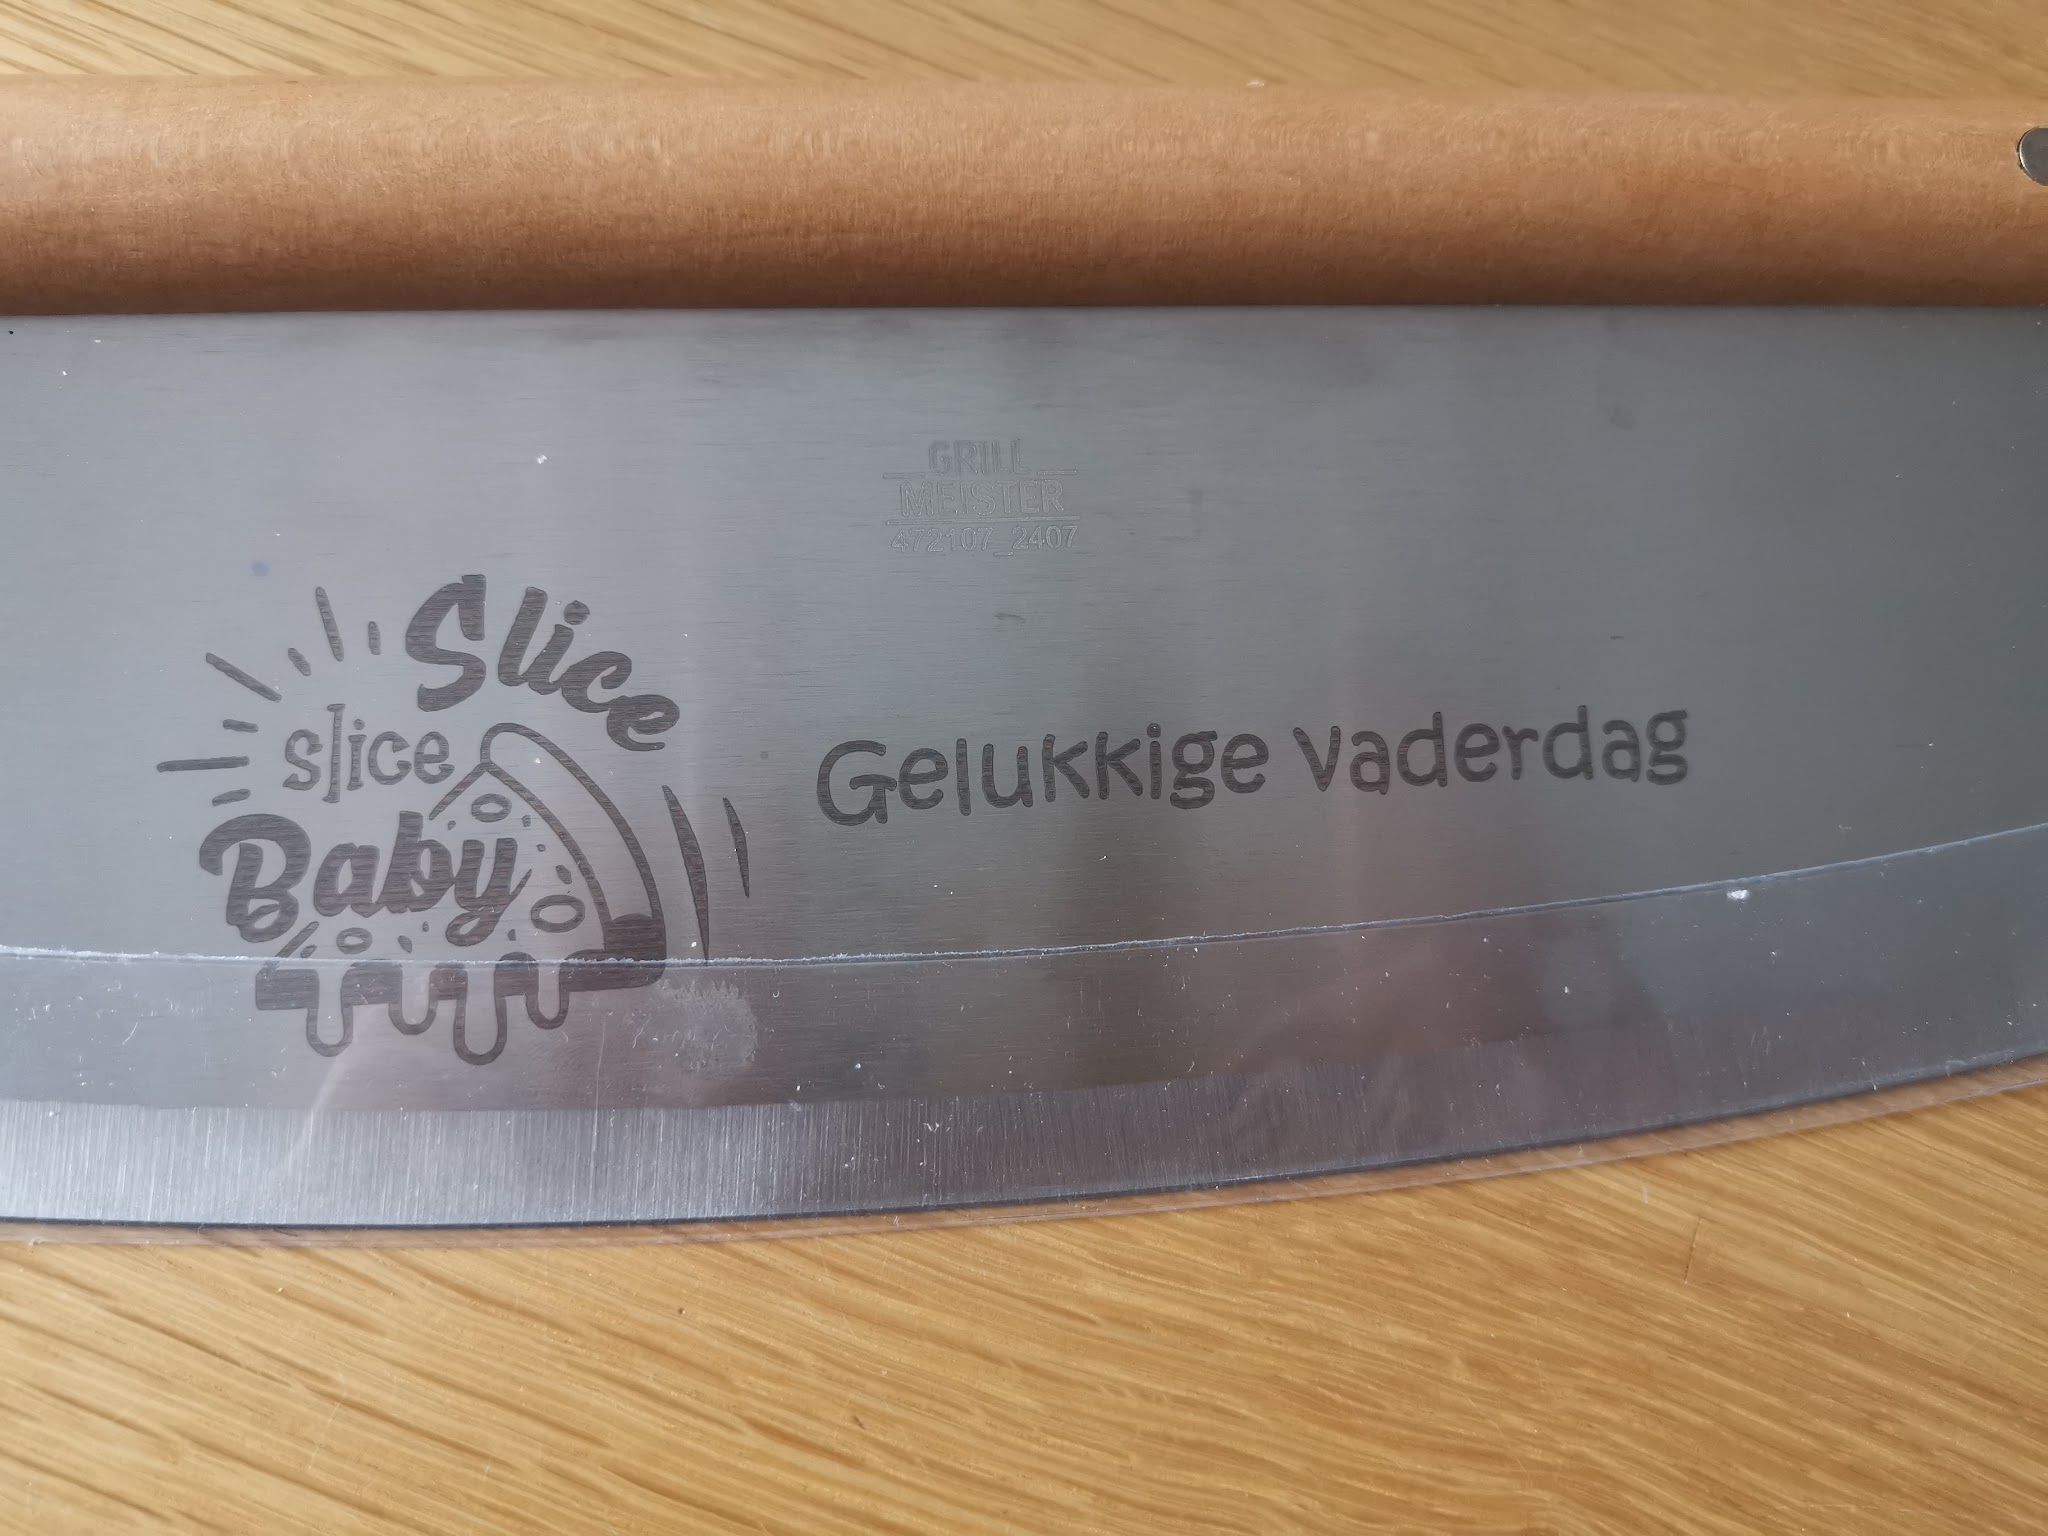 GRILL
MEISTER
472107_2407
Slice
slice
Baby
Gelukkige vaderdag